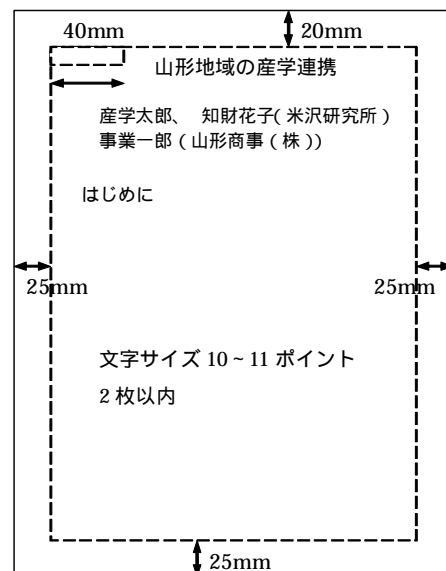 40mm
20mm
山形地域の産学連携
産学太郎、 知財花子( 米沢研究所 )
事業一郎 ( 山形商事 ( 株 ))
はじめに
25mm
25mm
文字サイズ 10 ~ 11 ポイント
2 枚以内
25mm